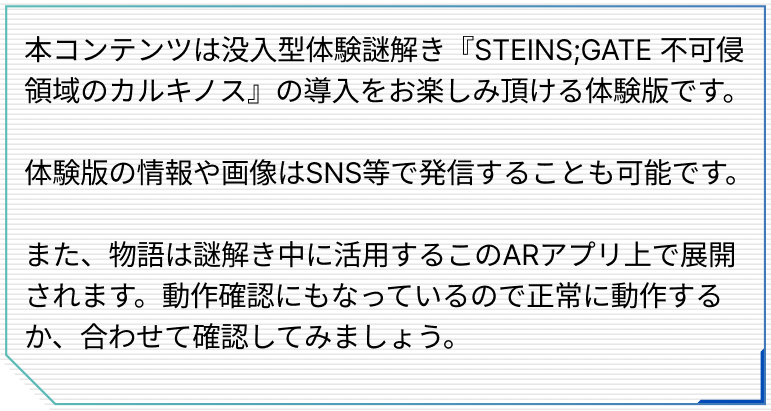 本コンテンツは没入型体験謎解き『STEINS;GATE 不可侵
領域のカルキノス』の導入をお楽しみ頂ける体験版です。
体験版の情報や画像はSNS等で発信することも可能です。
また、物語は謎解き中に活用するこのARアプリ上で展開
されます。動作確認にもなっているので正常に動作する
か、合わせて確認してみましょう。